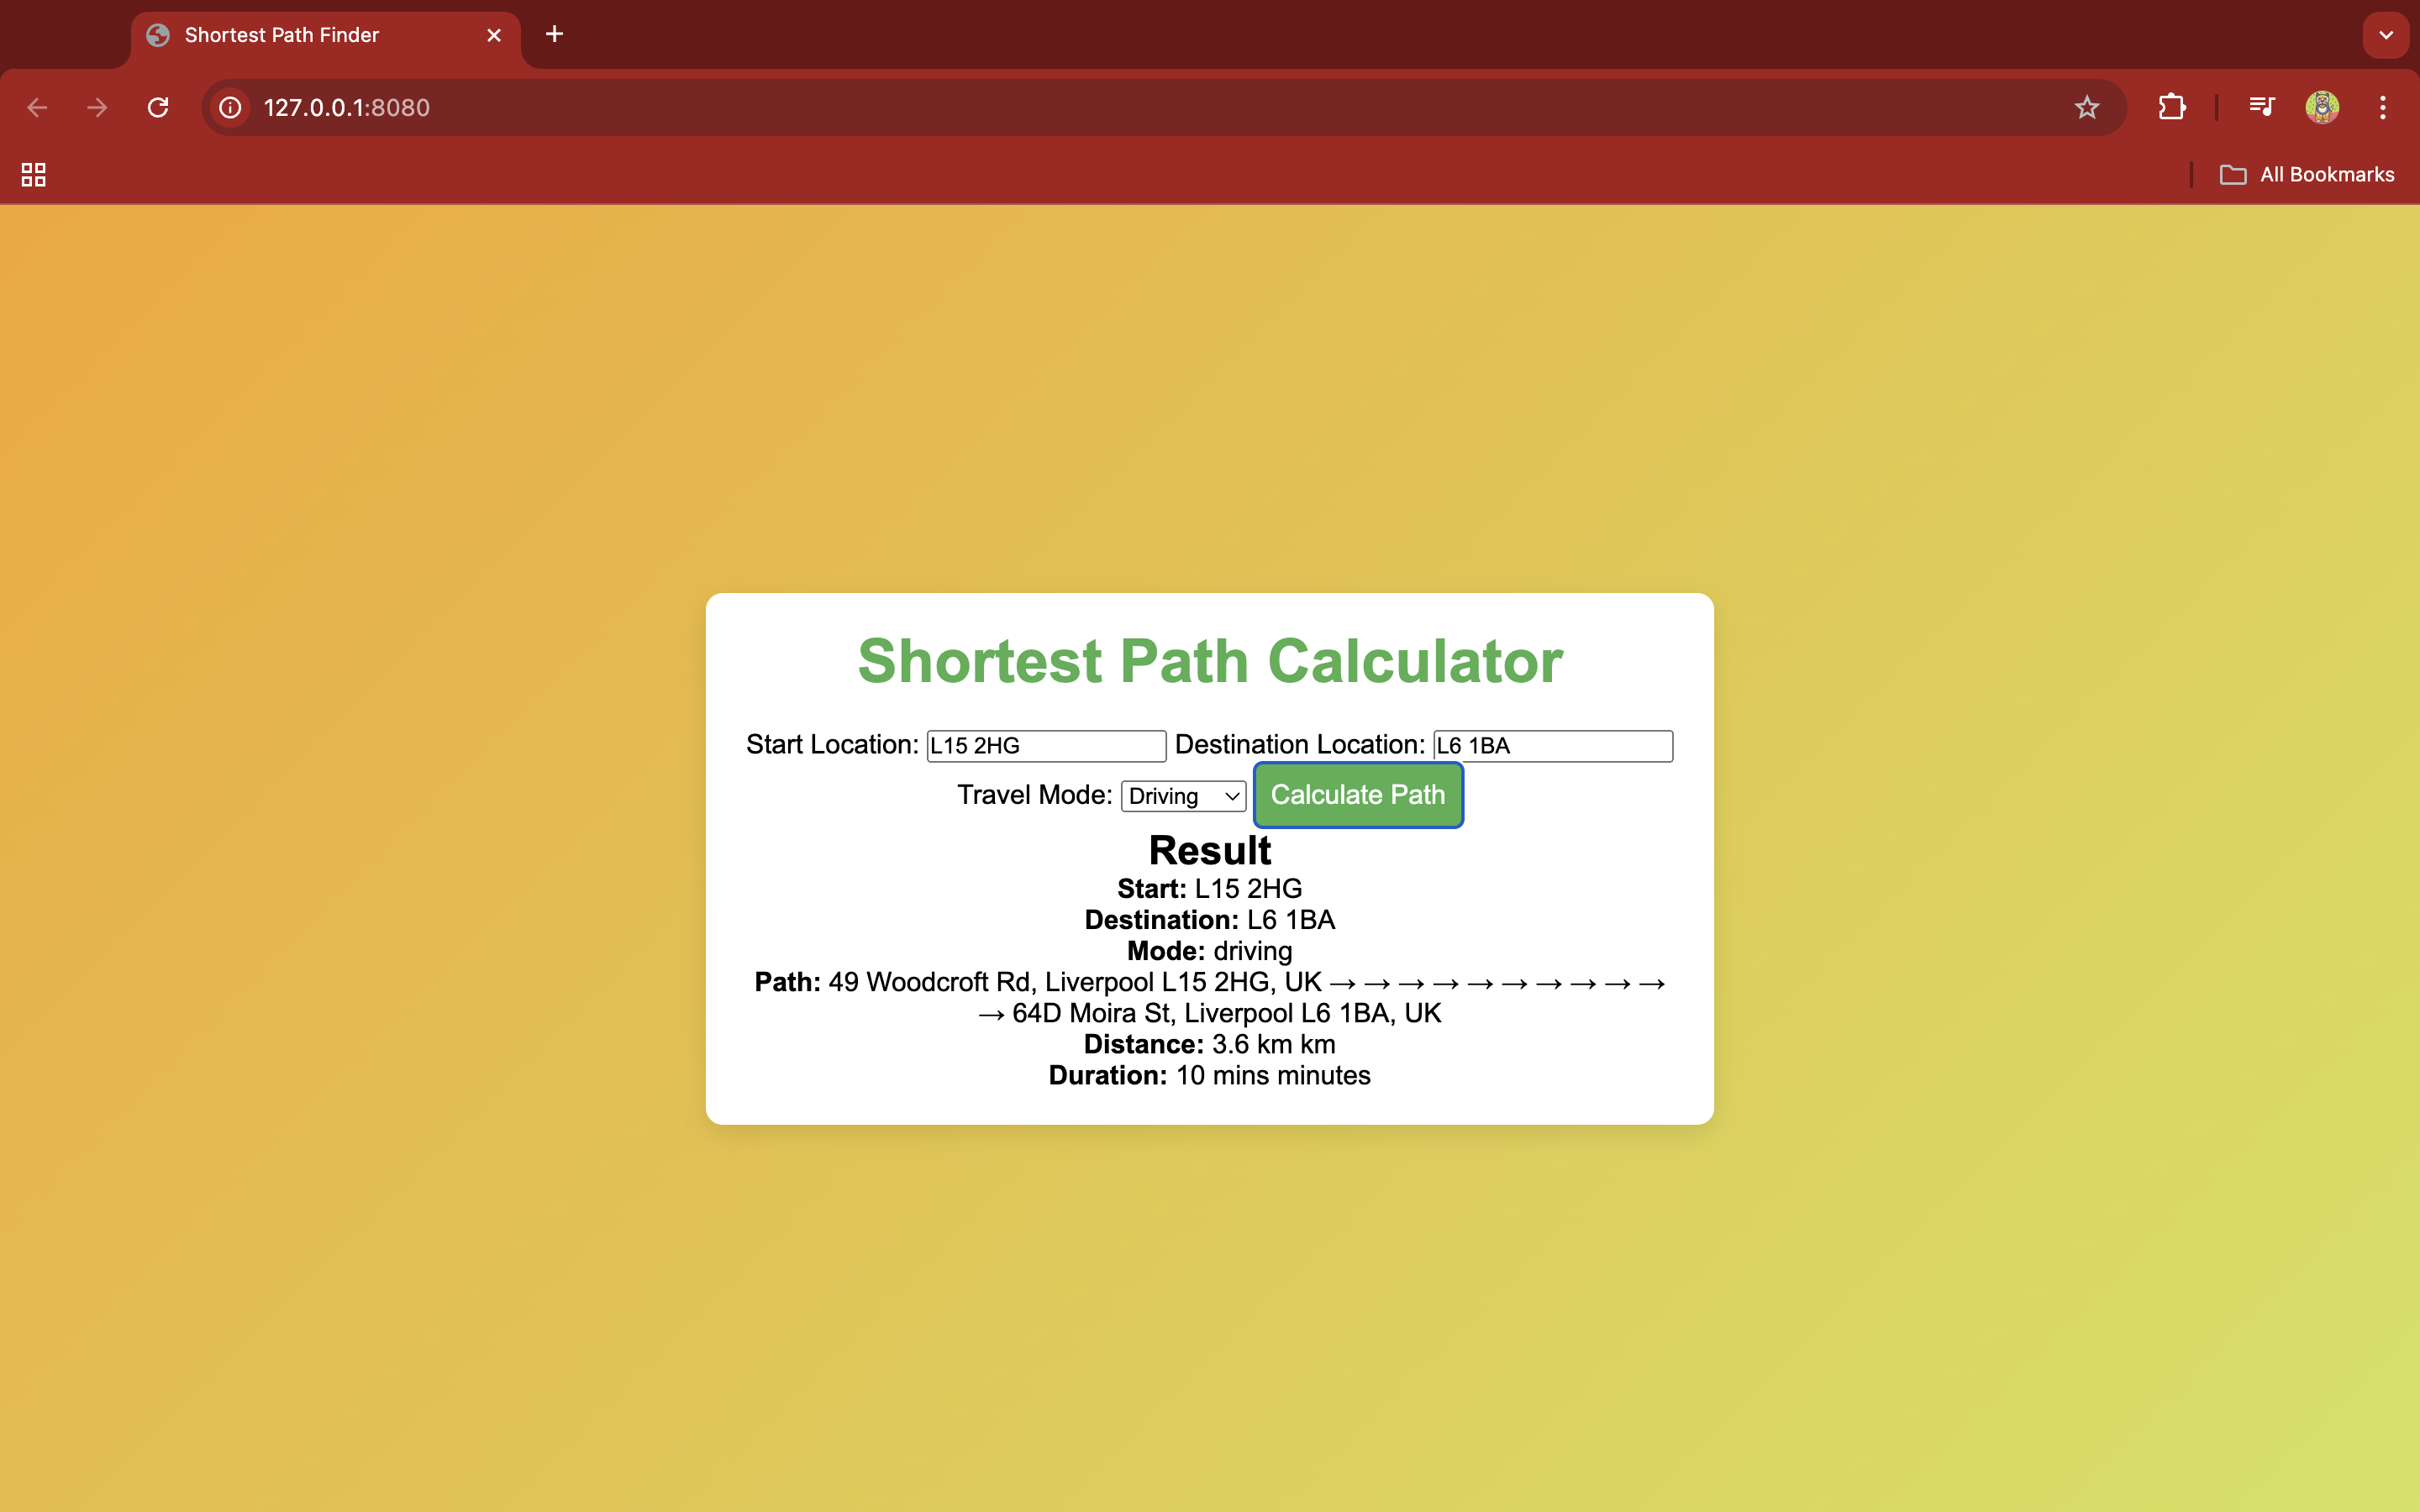 Shortest Path Finder
127.0.0.1:8080
All Bookmarks
Shortest Path Calculator
Start Location: L15 2HG Destination Location: L6 1BA
Travel Mode: Driving Calculate Path
Result
Start: L15 2HG
Destination: L6 1BA
Mode: driving
Path: 49 Woodcroft Rd, Liverpool L15 2HG, UK → → → → → → → → → →
→ 64D Moira St, Liverpool L6 1BA, UK
Distance: 3.6 km km
Duration: 10 mins minutes